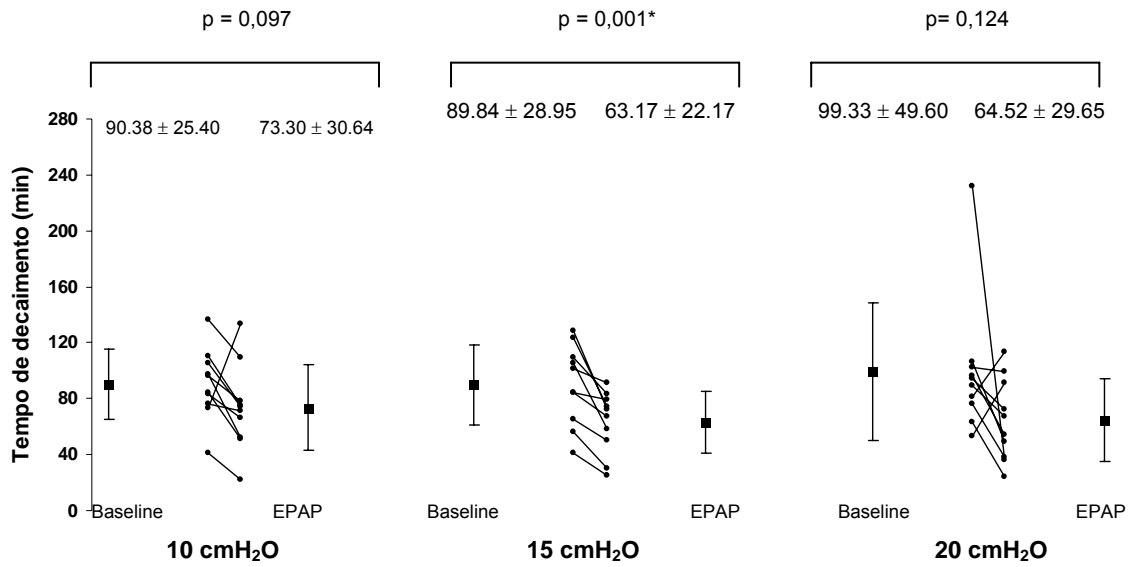 p = 0,097 p = 0,001* p= 0,124
90.38 ± 25.40 73.30 ± 30.64 89.84 ± 28.95 63.17 ± 22.17 99.33 ± 49.60 64.52 ± 29.65
Tempo de decaimento (min)
280
240
200
160
120
80
40
0
Baseline EPAP Baseline EPAP Baseline EPAP
10 cmH₂O 15 cmH₂O 20 cmH₂O